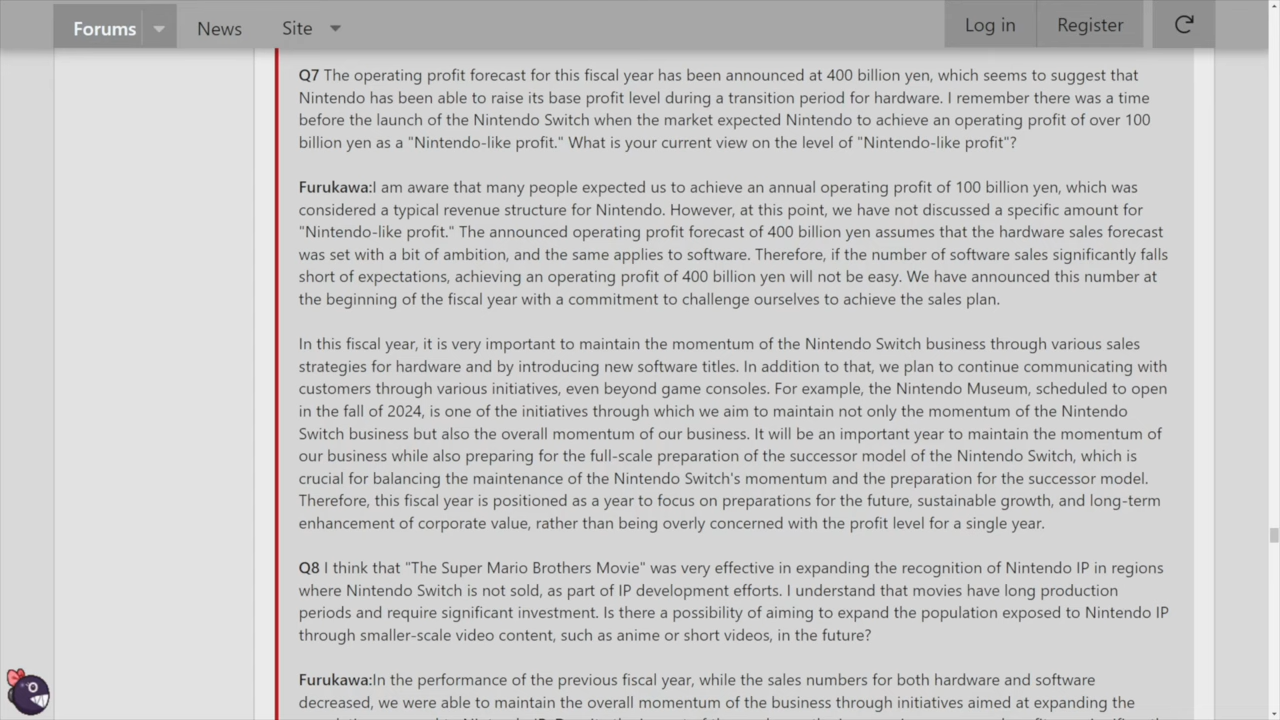 Forums
News
Site
Log in
Register
Q7 The operating profit forecast for this fiscal year has been announced at 400 billion yen, which seems to suggest that
Nintendo has been able to raise its base profit level during a transition period for hardware. I remember there was a time
before the launch of the Nintendo Switch when the market expected Nintendo to achieve an operating profit of over 100
billion yen as a "Nintendo-like profit." What is your current view on the level of "Nintendo-like profit"?
Furukawa:I am aware that many people expected us to achieve an annual operating profit of 100 billion yen, which was
considered a typical revenue structure for Nintendo. However, at this point, we have not discussed a specific amount for
"Nintendo-like profit." The announced operating profit forecast of 400 billion yen assumes that the hardware sales forecast
was set with a bit of ambition, and the same applies to software. Therefore, if the number of software sales significantly falls
short of expectations, achieving an operating profit of 400 billion yen will not be easy. We have announced this number at
the beginning of the fiscal year with a commitment to challenge ourselves to achieve the sales plan.
In this fiscal year, it is very important to maintain the momentum of the Nintendo Switch business through various sales
strategies for hardware and by introducing new software titles. In addition to that, we plan to continue communicating with
customers through various initiatives, even beyond game consoles. For example, the Nintendo Museum, scheduled to open
in the fall of 2024, is one of the initiatives through which we aim to maintain not only the momentum of the Nintendo
Switch business but also the overall momentum of our business. It will be an important year to maintain the momentum of
our business while also preparing for the full-scale preparation of the successor model of the Nintendo Switch, which is
crucial for balancing the maintenance of the Nintendo Switch's momentum and the preparation for the successor model.
Therefore, this fiscal year is positioned as a year to focus on preparations for the future, sustainable growth, and long-term
enhancement of corporate value, rather than being overly concerned with the profit level for a single year.
Q8 I think that "The Super Mario Brothers Movie" was very effective in expanding the recognition of Nintendo IP in regions
where Nintendo Switch is not sold, as part of IP development efforts. I understand that movies have long production
periods and require significant investment. Is there a possibility of aiming to expand the population exposed to Nintendo IP
through smaller-scale video content, such as anime or short videos, in the future?
Furukawa:In the performance of the previous fiscal year, while the sales numbers for both hardware and software
decreased, we were able to maintain the overall momentum of the business through initiatives aimed at expanding the